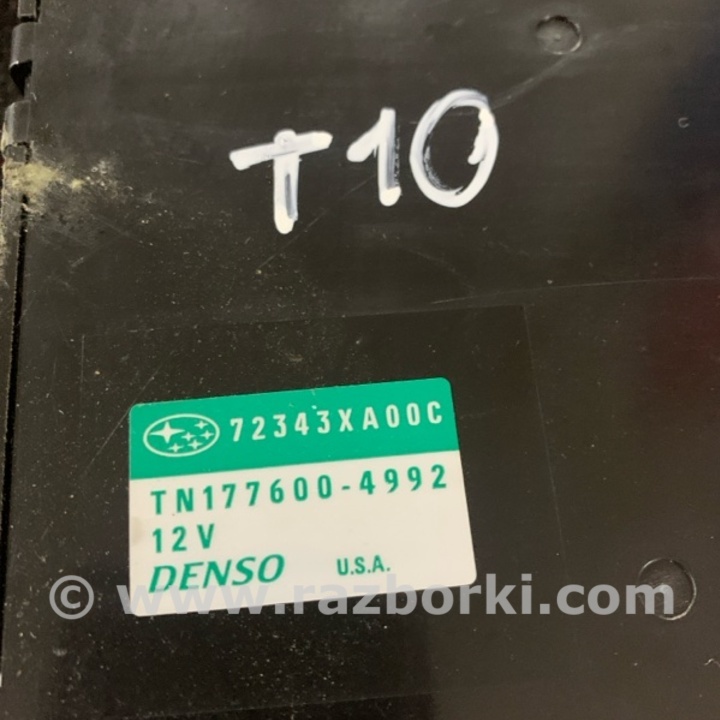 T10
72343XA00C
TN177600-4992
12V
DENSO U.S.A.
© www.razborki.com